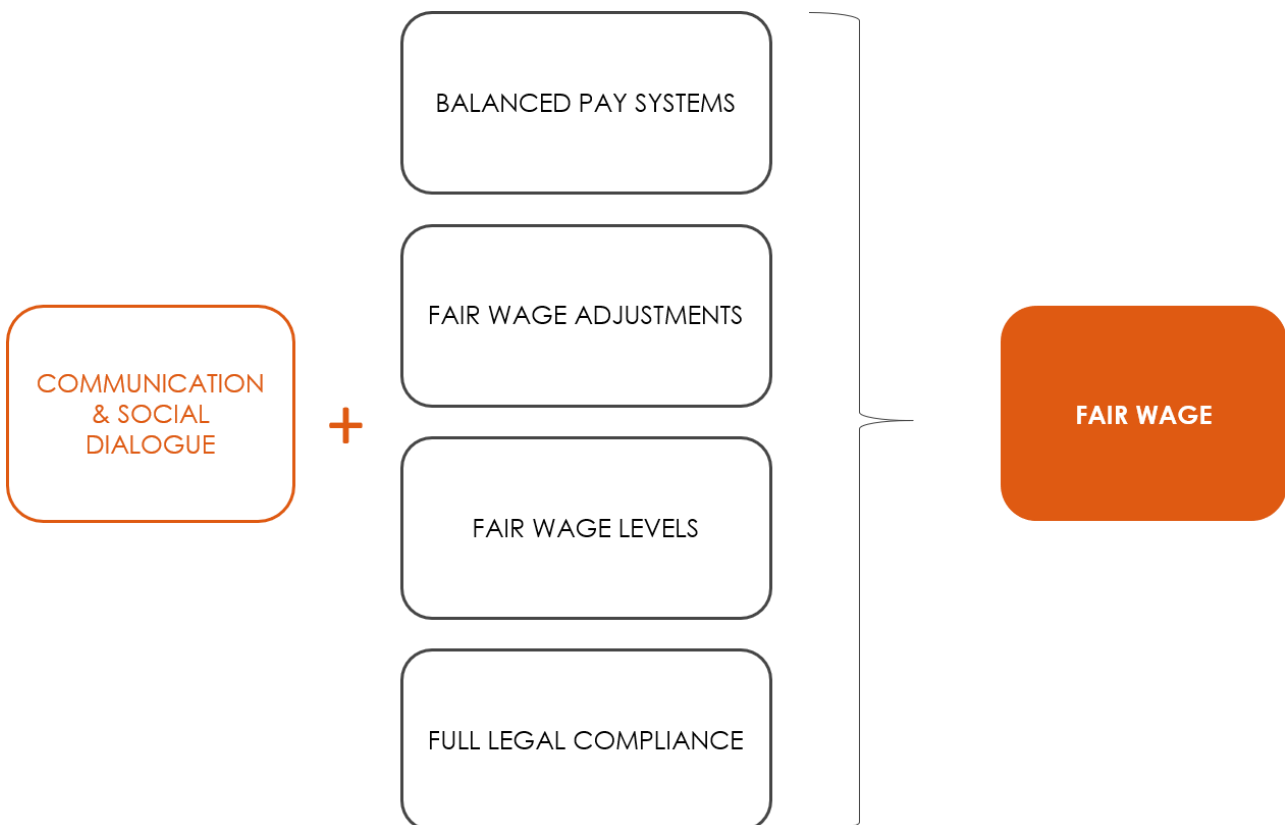 BALANCED PAY SYSTEMS
FAIR WAGE ADJUSTMENTS
COMMUNICATION
& SOCIAL
DIALOGUE
+
FAIR WAGE LEVELS
FULL LEGAL COMPLIANCE
FAIR WAGE